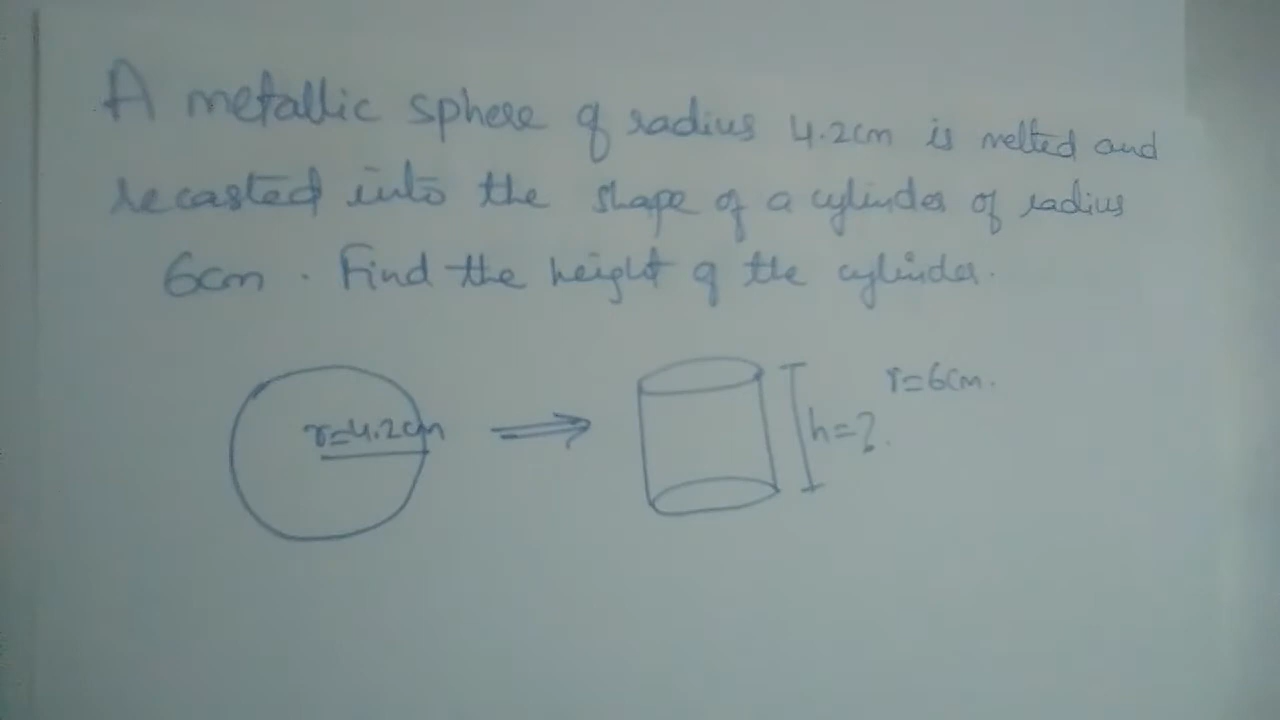 A metallic sphere of radius 4.2cm is melted and
recasted into the shape of a cylinder of radius
6cm. Find the height of the cylinder.
r=4.2cm
h=?.
r=6cm.